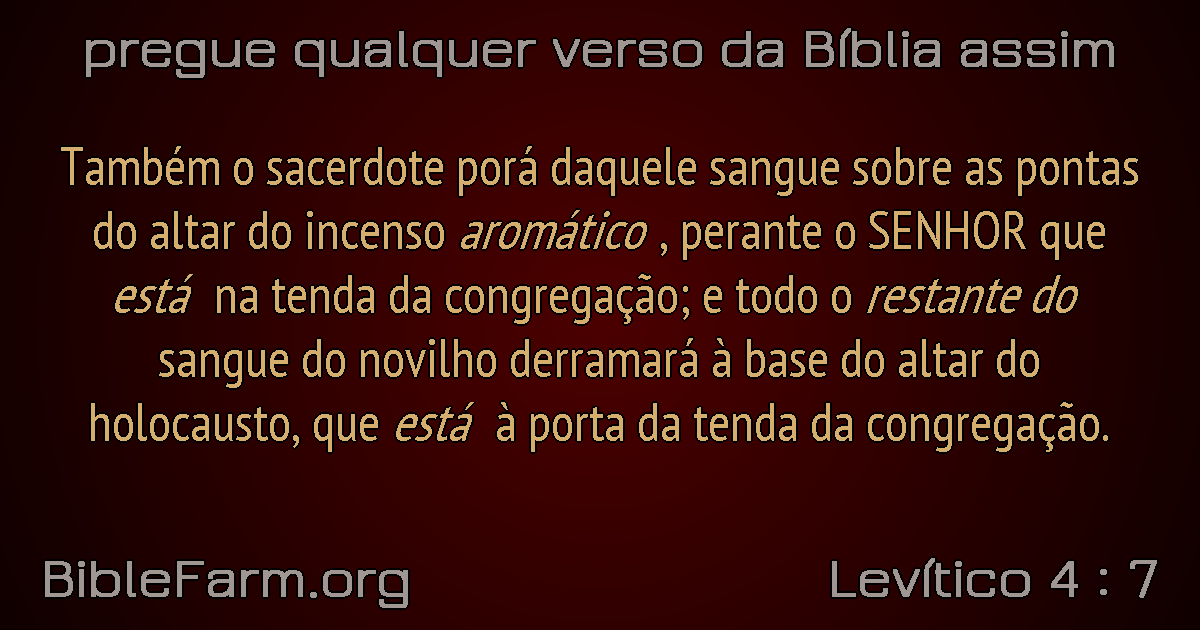 pregue qualquer verso da Bíblia assim
Também o sacerdote porá daquele sangue sobre as pontas
do altar do incenso aromático , perante o SENHOR que
está na tenda da congregação; e todo o restante do
sangue do novilho derramará à base do altar do
holocausto, que está à porta da tenda da congregação.
BibleFarm.org
Levítico 4 : 7